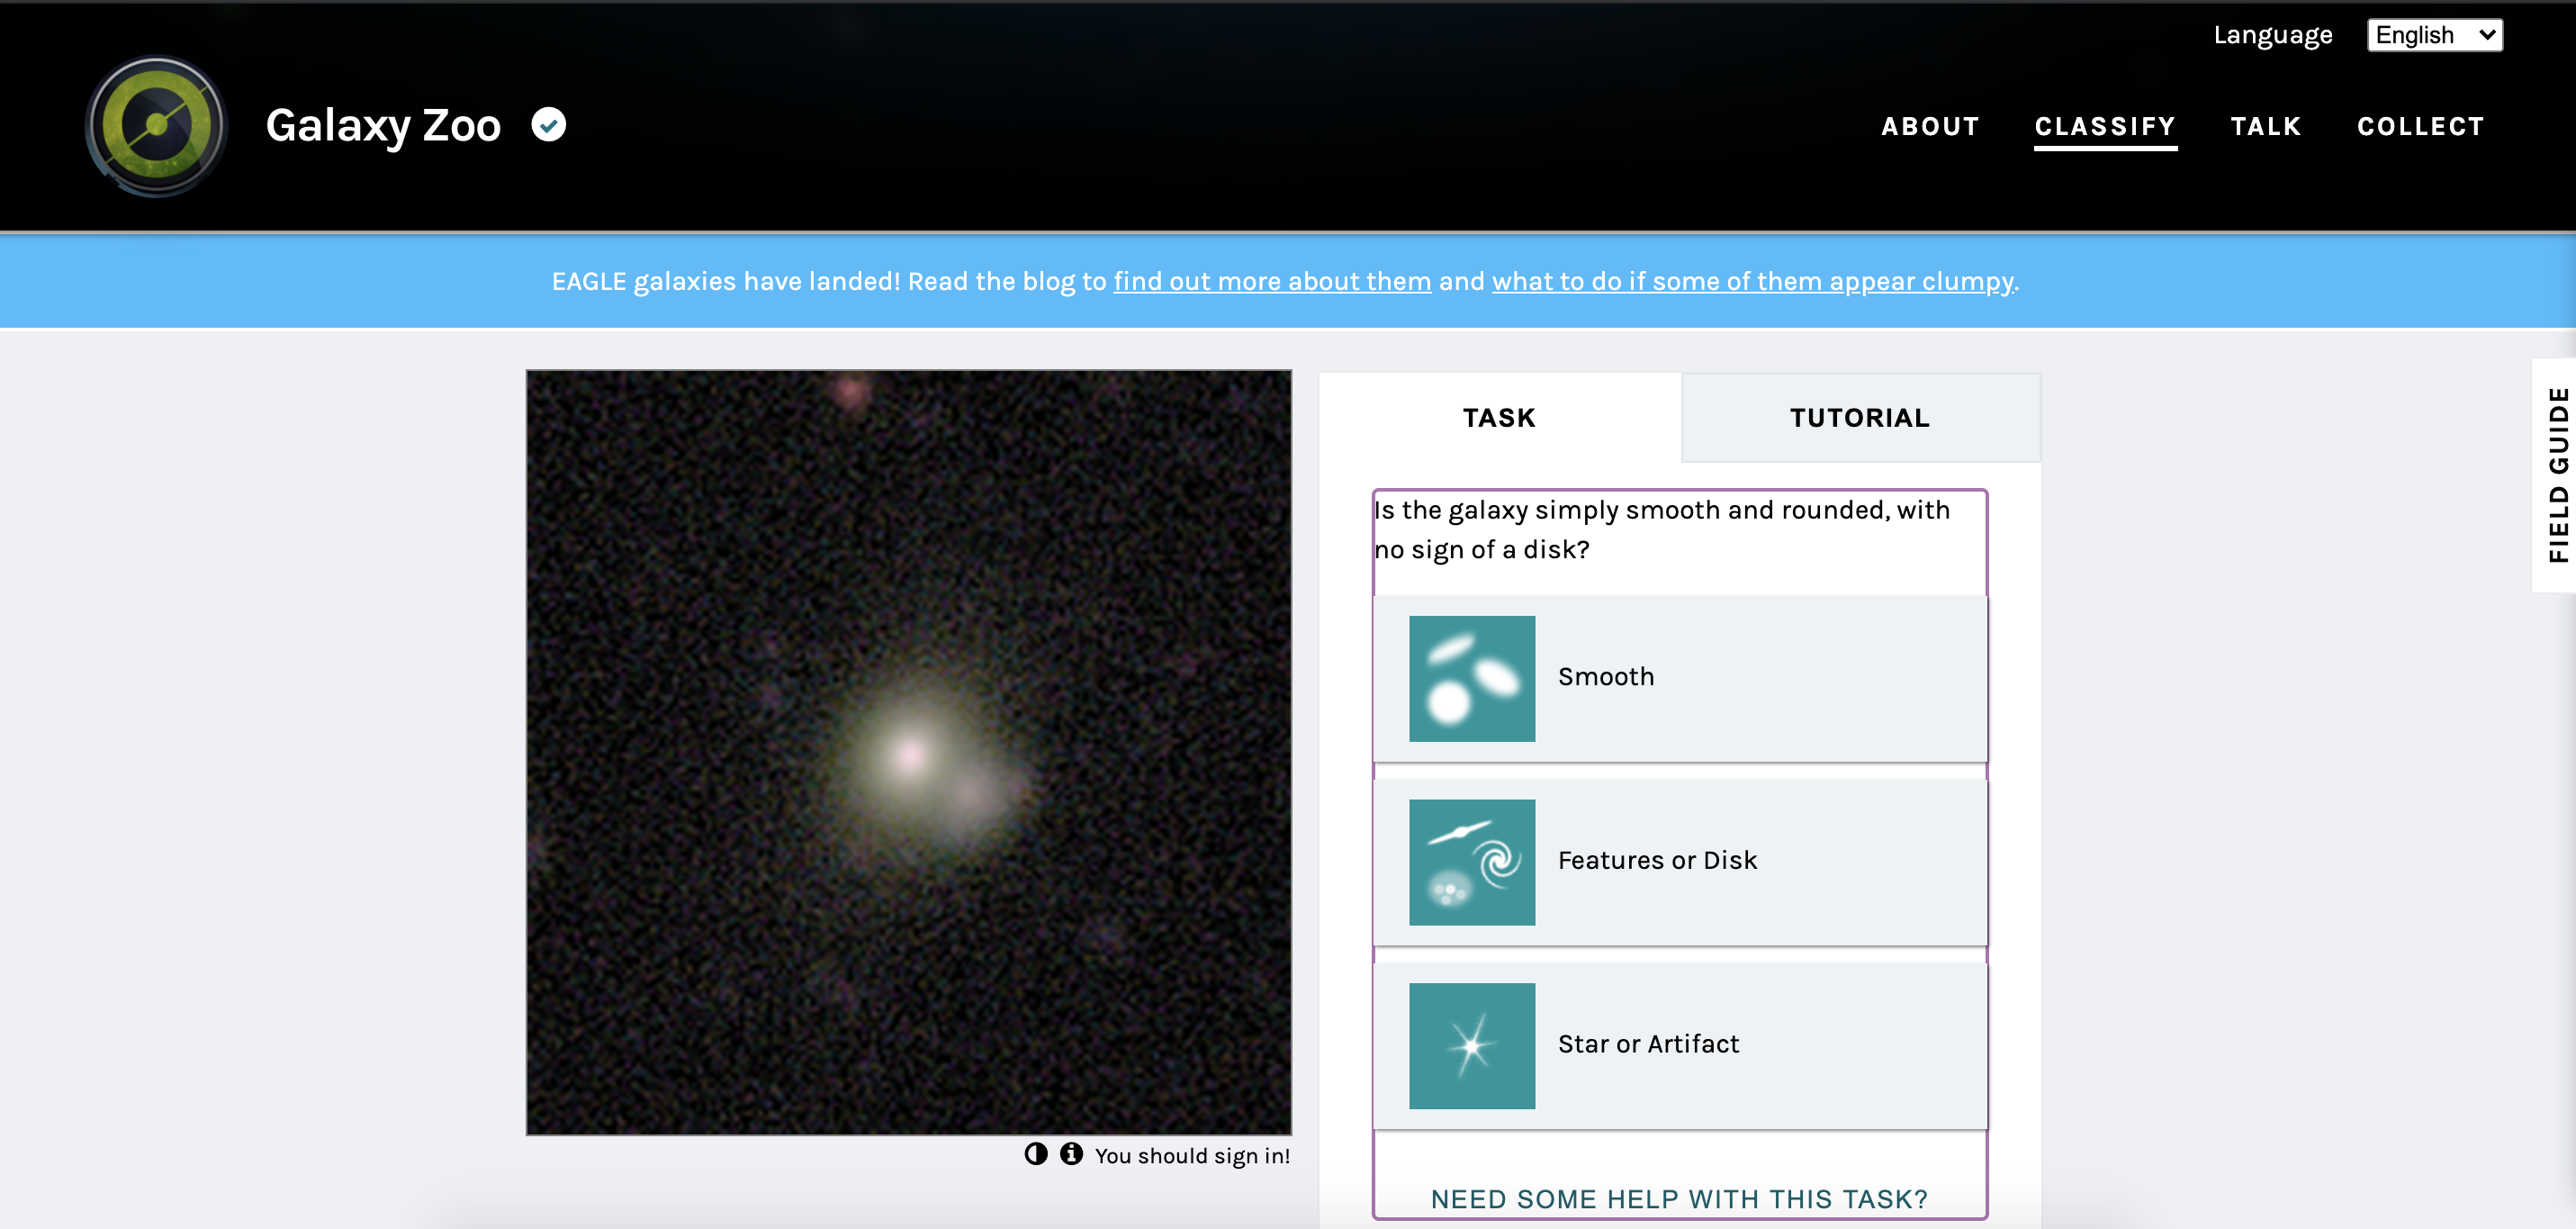 Language English
Galaxy Zoo
ABOUT CLASSIFY TALK COLLECT
EAGLE galaxies have landed! Read the blog to find out more about them and what to do if some of them appear clumpy.
TASK TUTORIAL
FIELD GUIDE
Is the galaxy simply smooth and rounded, with
no sign of a disk?
Smooth
Features or Disk
Star or Artifact
You should sign in!
NEED SOME HELP WITH THIS TASK?